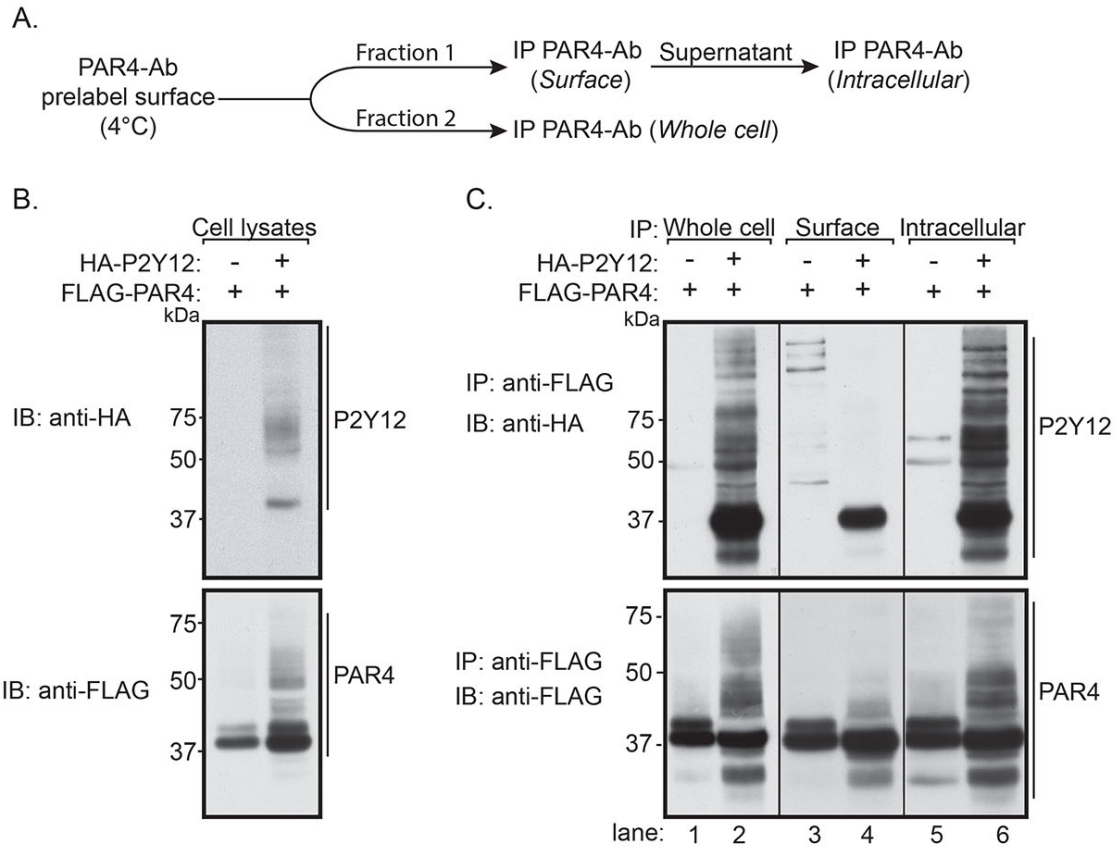 A.
PAR4-Ab
prelabel surface
(4°C)
Fraction 1
IP PAR4-Ab
(Surface)
Supernatant
IP PAR4-Ab
(Intracellular)
Fraction 2
IP PAR4-Ab (Whole cell)
B.
Cell lysates
HA-P2Y12: - +
FLAG-PAR4: + +
kDa
IB: anti-HA
75-
50-
37-
P2Y12
IB: anti-FLAG
75-
50-
37-
PAR4
C.
IP: Whole cell Surface Intracellular
HA-P2Y12: - + - + - +
FLAG-PAR4: + + + + + +
kDa
IP: anti-FLAG
IB: anti-HA
75-
50-
37-
P2Y12
IP: anti-FLAG
IB: anti-FLAG
75-
50-
37-
PAR4
lane: 1 2 3 4 5 6